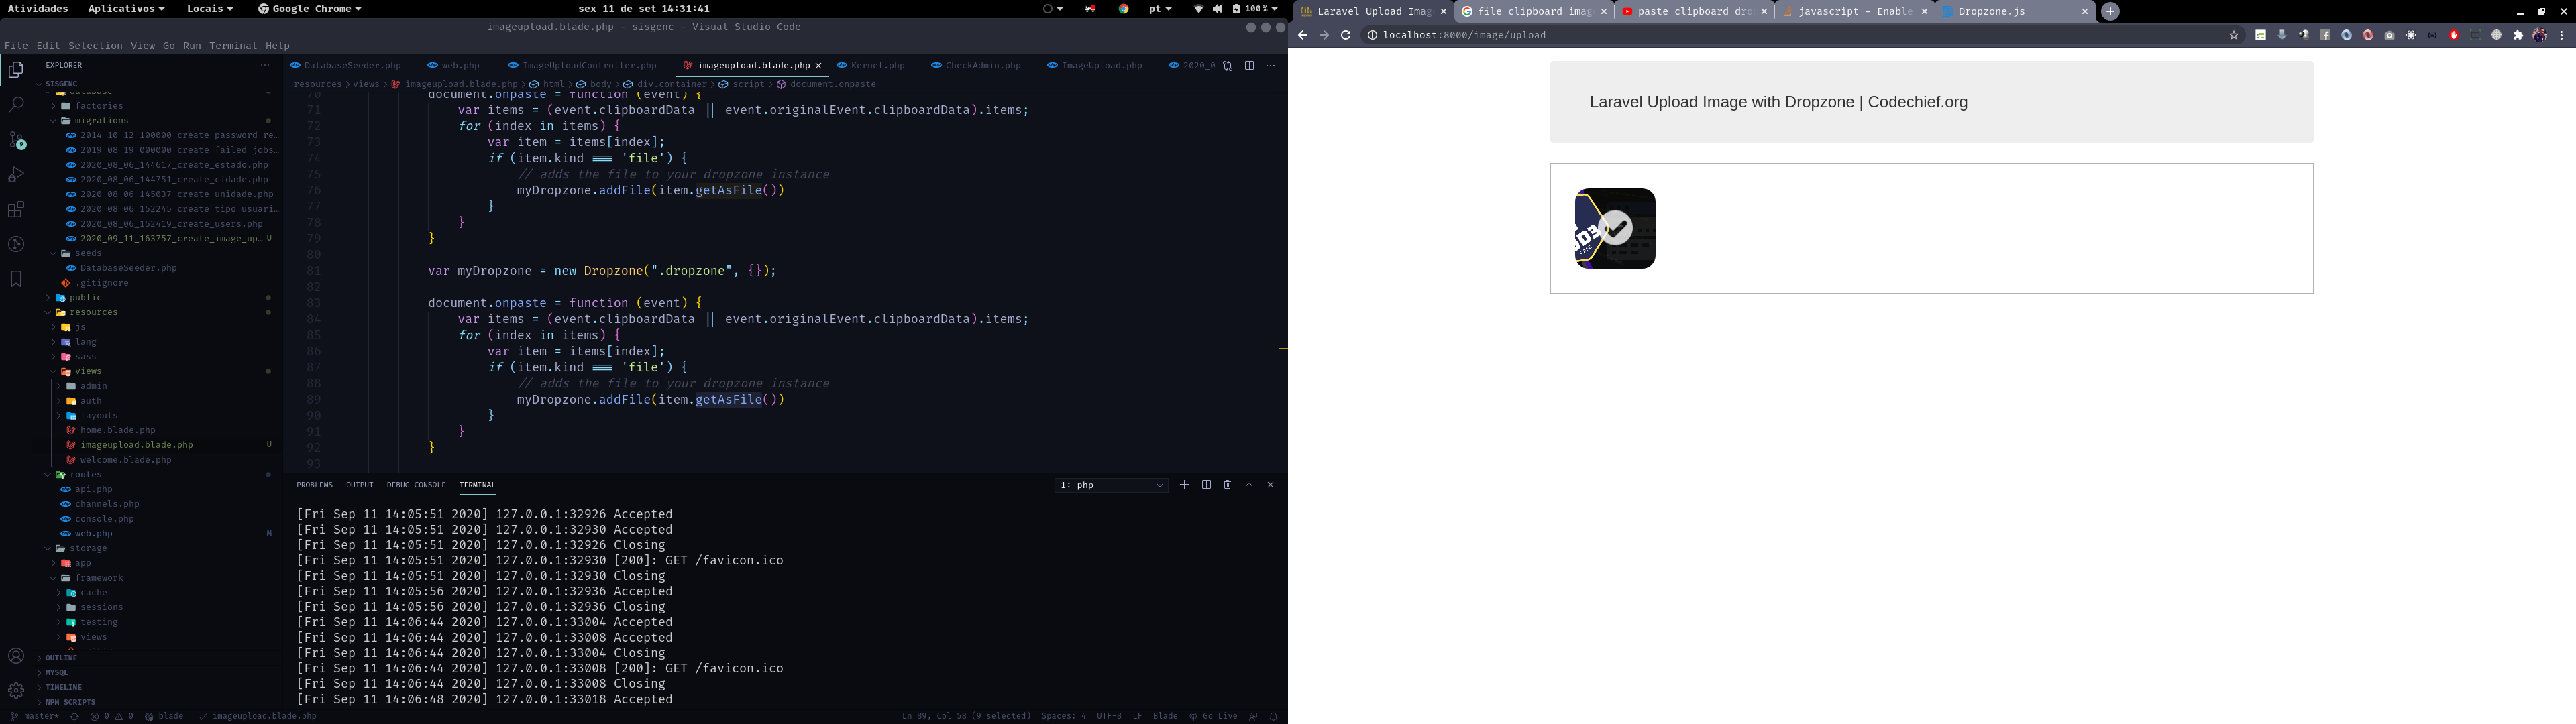 Atividades Aplicativos Locais Google Chrome sex 11 de set 14:31:41 pt 100%
imageupload.blade.php - sisgenc - Visual Studio Code
File Edit Selection View Go Run Terminal Help
EXPLORER
SISGENC
database
factories
migrations
2014_10_12_100000_create_password_re...
2019_08_19_000000_create_failed_jobs...
2020_08_06_144617_create_estado.php
2020_08_06_144751_create_cidade.php
2020_08_06_145037_create_unidade.php
2020_08_06_152245_create_tipo_usuari...
2020_08_06_152419_create_users.php
2020_09_11_163757_create_image_up... U
seeds
DatabaseSeeder.php
.gitignore
public
resources
js
lang
sass
views
admin
auth
layouts
home.blade.php
imageupload.blade.php U
welcome.blade.php
routes
api.php
channels.php
console.php
web.php M
storage
app
framework
cache
sessions
testing
views
.gitignore
OUTLINE
MYSQL
TIMELINE
NPM SCRIPTS
9
DatabaseSeeder.php web.php ImageUploadController.php imageupload.blade.php Kernel.php CheckAdmin.php ImageUpload.php 2020_0
resources > views > imageupload.blade.php > html > body > div.container > script > document.onpaste
70 document.onpaste = function (event) {
71 var items = (event.clipboardData || event.originalEvent.clipboardData).items;
72 for (index in items) {
73 var item = items[index];
74 if (item.kind === 'file') {
75 // adds the file to your dropzone instance
76 myDropzone.addFile(item.getAsFile())
77 }
78 }
79 }
80
81 var myDropzone = new Dropzone(".dropzone", {});
82
83 document.onpaste = function (event) {
84 var items = (event.clipboardData || event.originalEvent.clipboardData).items;
85 for (index in items) {
86 var item = items[index];
87 if (item.kind === 'file') {
88 // adds the file to your dropzone instance
89 myDropzone.addFile(item.getAsFile())
90 }
91 }
92 }
93
PROBLEMS OUTPUT DEBUG CONSOLE TERMINAL 1: php
[Fri Sep 11 14:05:51 2020] 127.0.0.1:32926 Accepted
[Fri Sep 11 14:05:51 2020] 127.0.0.1:32930 Accepted
[Fri Sep 11 14:05:51 2020] 127.0.0.1:32926 Closing
[Fri Sep 11 14:05:51 2020] 127.0.0.1:32930 [200]: GET /favicon.ico
[Fri Sep 11 14:05:51 2020] 127.0.0.1:32930 Closing
[Fri Sep 11 14:05:56 2020] 127.0.0.1:32936 Accepted
[Fri Sep 11 14:05:56 2020] 127.0.0.1:32936 Closing
[Fri Sep 11 14:06:44 2020] 127.0.0.1:33004 Accepted
[Fri Sep 11 14:06:44 2020] 127.0.0.1:33008 Accepted
[Fri Sep 11 14:06:44 2020] 127.0.0.1:33004 Closing
[Fri Sep 11 14:06:44 2020] 127.0.0.1:33008 [200]: GET /favicon.ico
[Fri Sep 11 14:06:44 2020] 127.0.0.1:33008 Closing
[Fri Sep 11 14:06:48 2020] 127.0.0.1:33018 Accepted
master* 0 0 blade imageupload.blade.php Ln 89, Col 58 (9 selected) Spaces: 4 UTF-8 LF Blade Go Live
Laravel Upload Imag file clipboard imag paste clipboard dro javascript - Enable Dropzone.js
localhost:8000/image/upload
Laravel Upload Image with Dropzone | Codechief.org